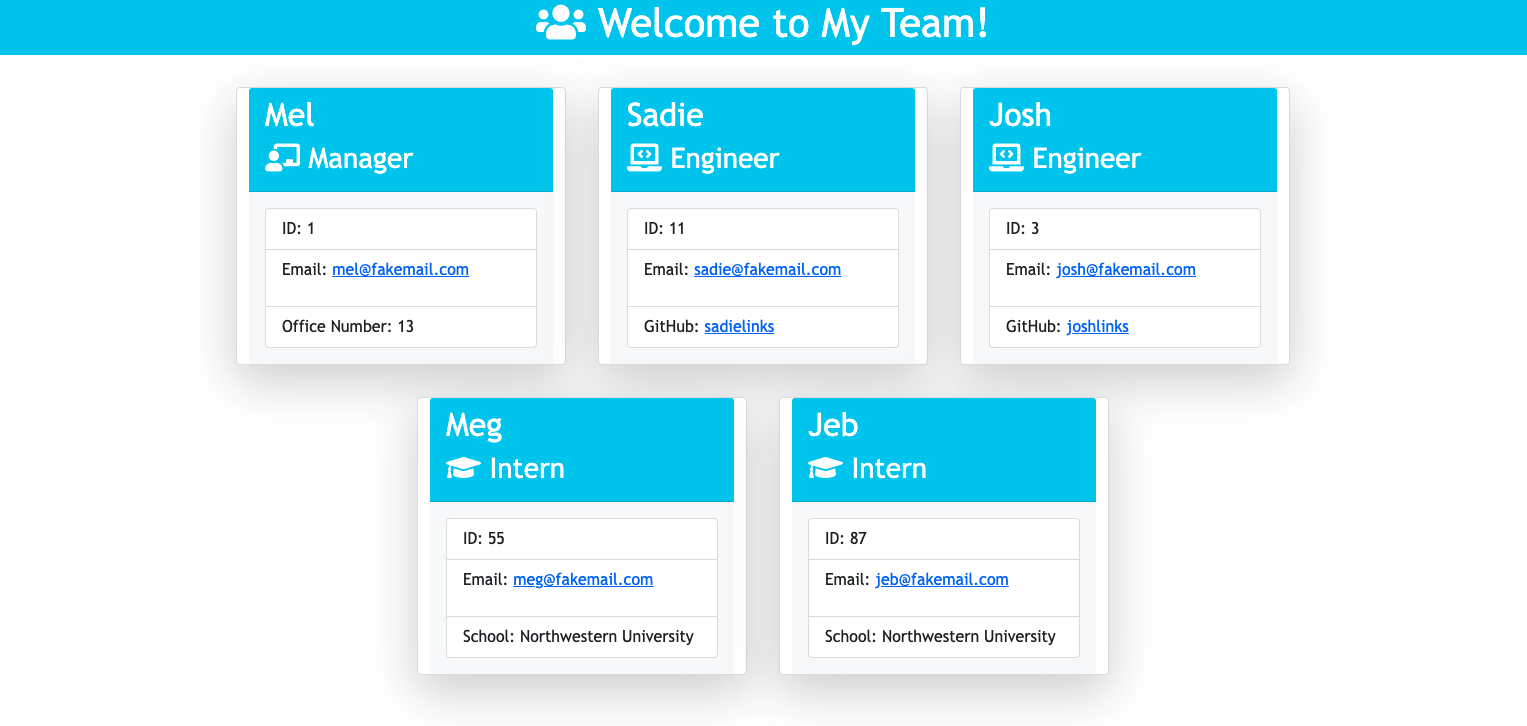 Welcome to My Team!
Mel
Manager
ID: 1
Email: mel@fakemail.com
Office Number: 13
Sadie
Engineer
ID: 11
Email: sadie@fakemail.com
GitHub: sadielinks
Josh
Engineer
ID: 3
Email: josh@fakemail.com
GitHub: joshlinks
Meg
Intern
ID: 55
Email: meg@fakemail.com
School: Northwestern University
Jeb
Intern
ID: 87
Email: jeb@fakemail.com
School: Northwestern University